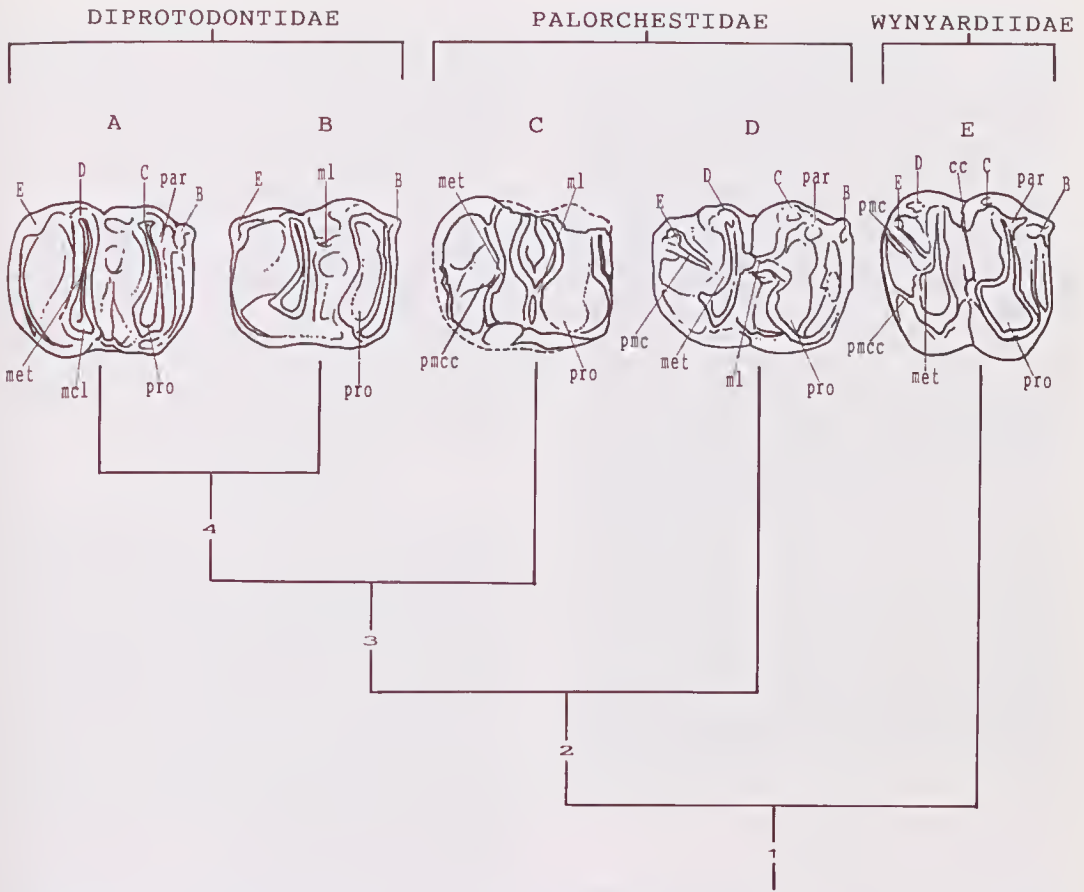 DIPROTODONTIDAE PALORCHESTIDAE WYNYARDIIDAE
A B C D E
E D C par B
E ml B
met ml
D C par B
E
pmc E D cc C par B
pmc
pmcc
pmcc
met mcl pro
pro
pro
met ml pro
met
pro
4
3
2
1